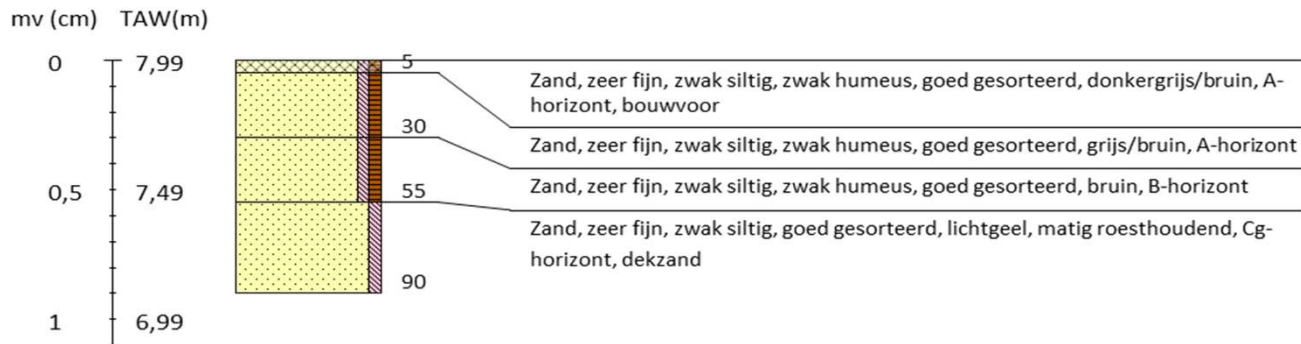 mv (cm) TAW(m)
0 7,99
5
Zand, zeer fijn, zwak siltig, zwak humeus, goed gesorteerd, donkergrijs/bruin, A-
horizont, bouwvoor
30
Zand, zeer fijn, zwak siltig, zwak humeus, goed gesorteerd, grijs/bruin, A-horizont
0,5 7,49
55
Zand, zeer fijn, zwak siltig, zwak humeus, goed gesorteerd, bruin, B-horizont
Zand, zeer fijn, zwak siltig, goed gesorteerd, lichtgeel, matig roesthoudend, Cg-
horizont, dekzand
90
1 6,99